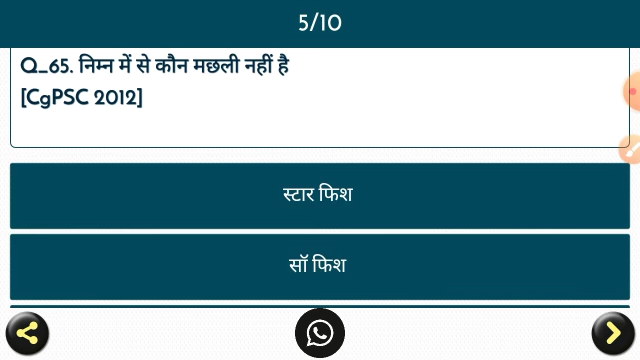 5/10
Q_65. निम्न में से कौन मछली नहीं है
[CgPSC 2012]
स्टार फिश
सॉ फिश